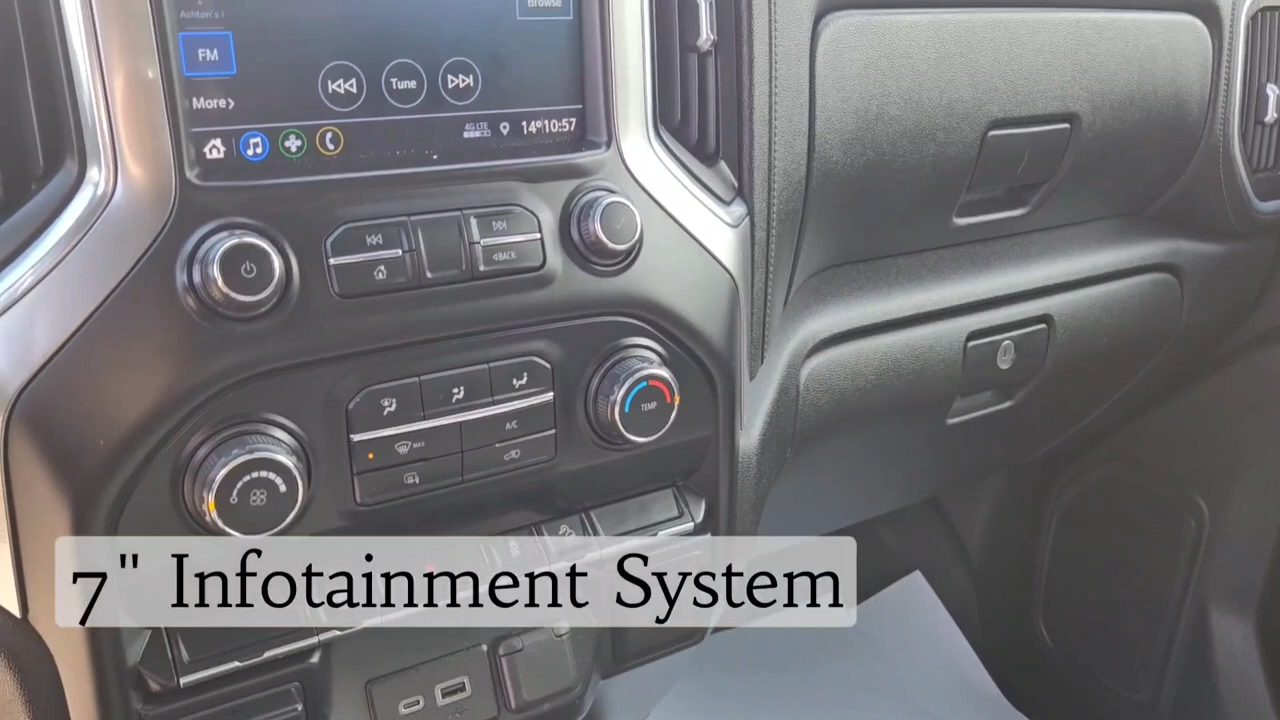 Ashton's !
Browse
FM
Tune
More
4G LTE
14° 10:57
BACK
TEMP
A/C
MAX
7" Infotainment System